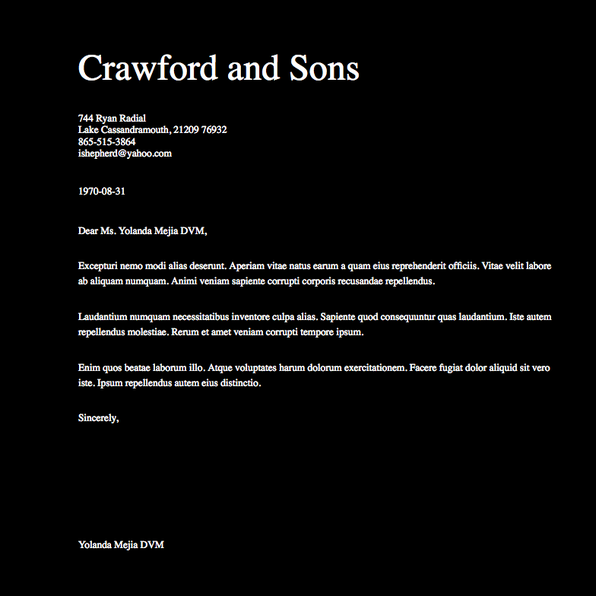 Crawford and Sons
744 Ryan Radial
Lake Cassandramouth, 21209 76932
865-515-3864
ishepherd@yahoo.com
1970-08-31
Dear Ms. Yolanda Mejia DVM,
Excepturi nemo modi alias deserunt. Aperiam vitae natus earum a quam eius reprehenderit officiis. Vitae velit labore
ab aliquam numquam. Animi veniam sapiente corrupti corporis recusandae repellendus.
Laudantium numquam necessitatibus inventore culpa alias. Sapiente quod consequuntur quas laudantium. Iste autem
repellendus molestiae. Rerum et amet veniam corrupti tempore ipsum.
Enim quos beatae laborum illo. Atque voluptates harum dolorum exercitationem. Facere fugiat dolor aliquid sit vero
iste. Ipsum repellendus autem eius distinctio.
Sincerely,
Yolanda Mejia DVM